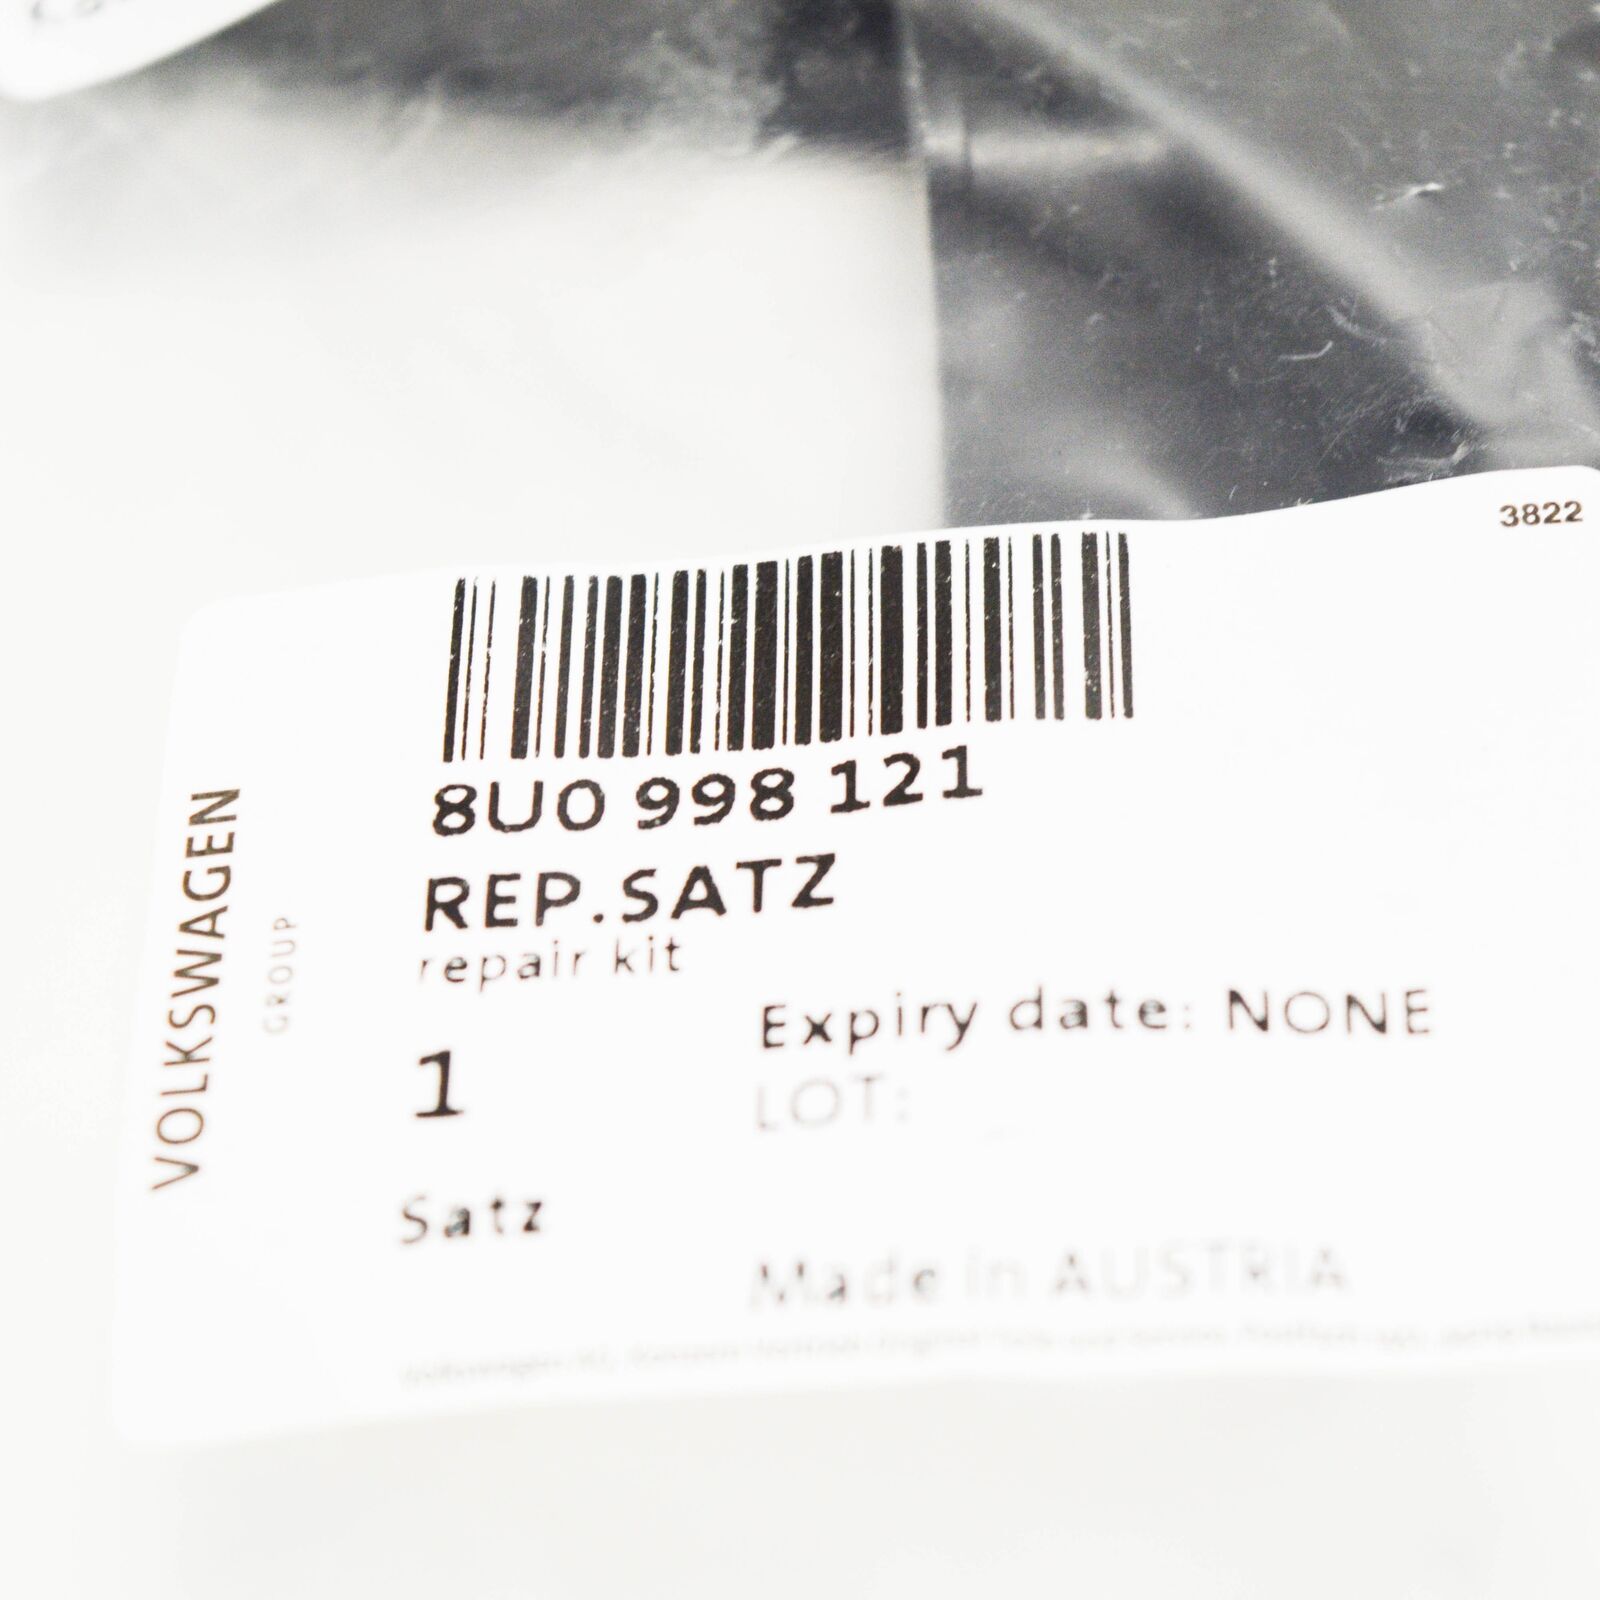 3822
8U0 998 121
REP.SATZ
repair kit
Expiry date: NONE
1
LOT:
Satz
Made in AUSTRIA
VOLKSWAGEN
GROUP